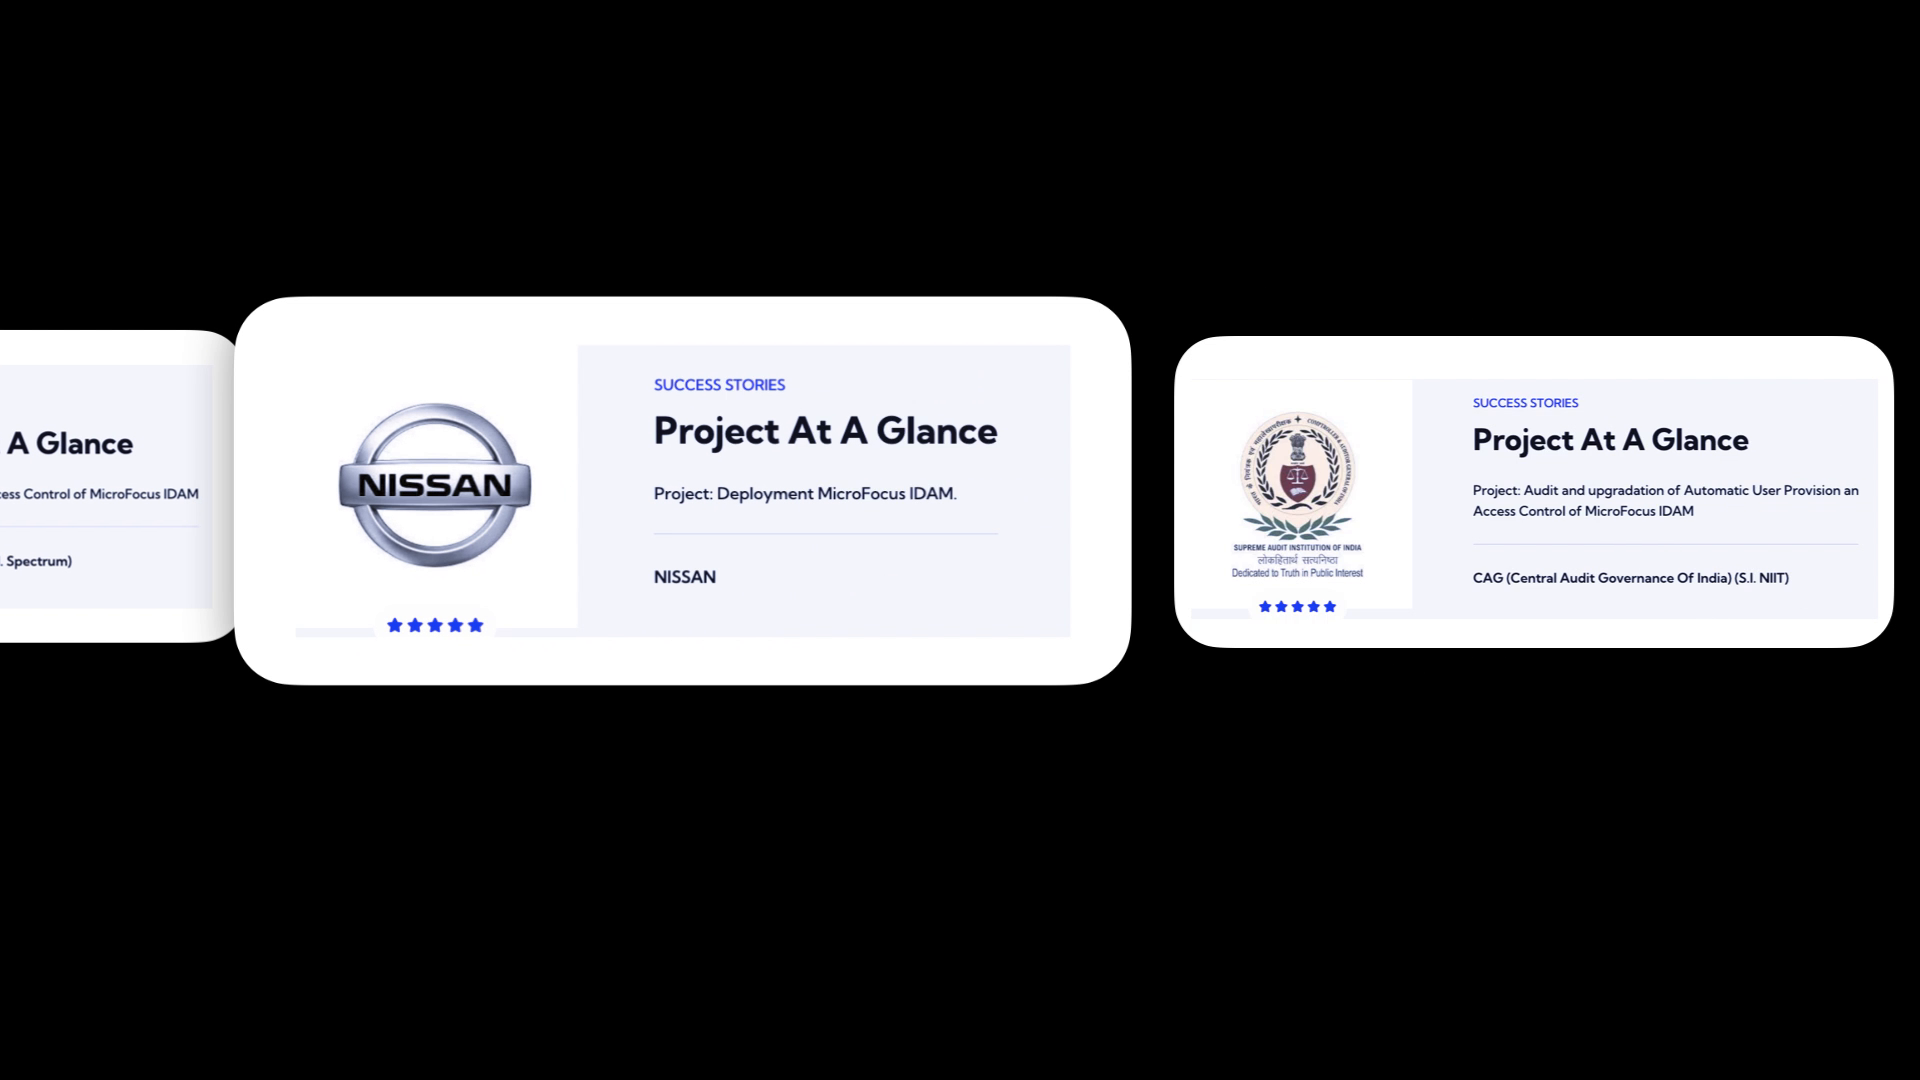 A Glance
Access Control of MicroFocus IDAM
. Spectrum)
NISSAN
SUCCESS STORIES
Project At A Glance
Project: Deployment MicroFocus IDAM.
NISSAN
SUPREME AUDIT INSTITUTION OF INDIA
लोकहितार्थ सत्यनिष्ठा
Dedicated to Truth in Public Interest
SUCCESS STORIES
Project At A Glance
Project: Audit and upgradation of Automatic User Provision an
Access Control of MicroFocus IDAM
CAG (Central Audit Governance Of India) (S.I. NIIT)